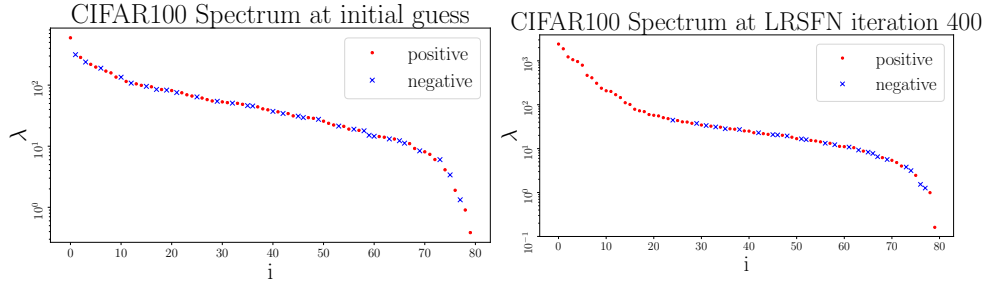 CIFAR100 Spectrum at initial guess
positive
negative
λ
10² 10¹ 10⁰
0 10 20 30 40 50 60 70 80
i
CIFAR100 Spectrum at LRSFN iteration 400
positive
negative
λ
10³ 10² 10¹ 10⁰ 10⁻¹
0 10 20 30 40 50 60 70 80
i